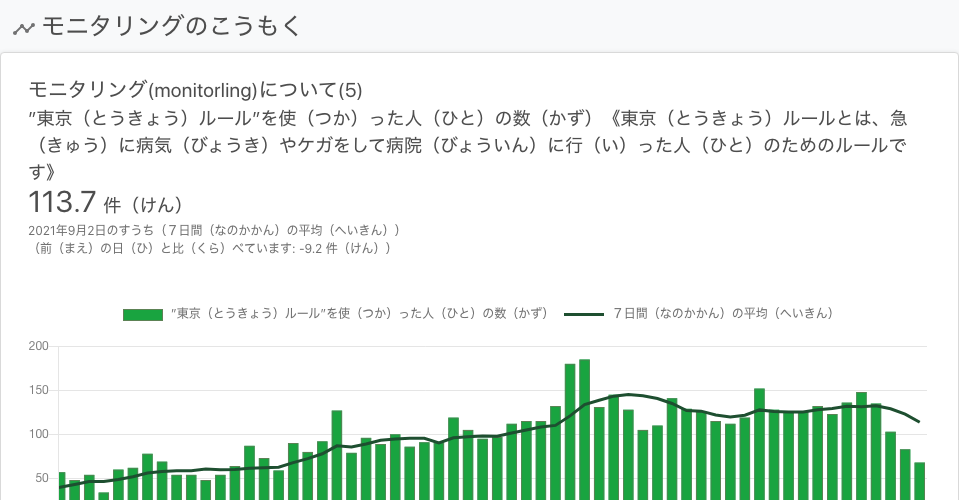 モニタリングのこうもく
モニタリング(monitorling)について(5)
”東京（とうきょう）ルール”を使（つか）った人（ひと）の数（かず）《東京（とうきょう）ルールとは、急
（きゅう）に病気（びょうき）やケガをして病院（びょういん）に行（い）った人（ひと）のためのルールで
す》
113.7 件（けん）
2021年9月2日のすうち（７日間（なのかかん）の平均（へいきん））
（前（まえ）の日（ひ）と比（くら）べています: -9.2 件（けん））
”東京（とうきょう）ルール”を使（つか）った人（ひと）の数（かず） ７日間（なのかかん）の平均（へいきん）
200
150
100
50